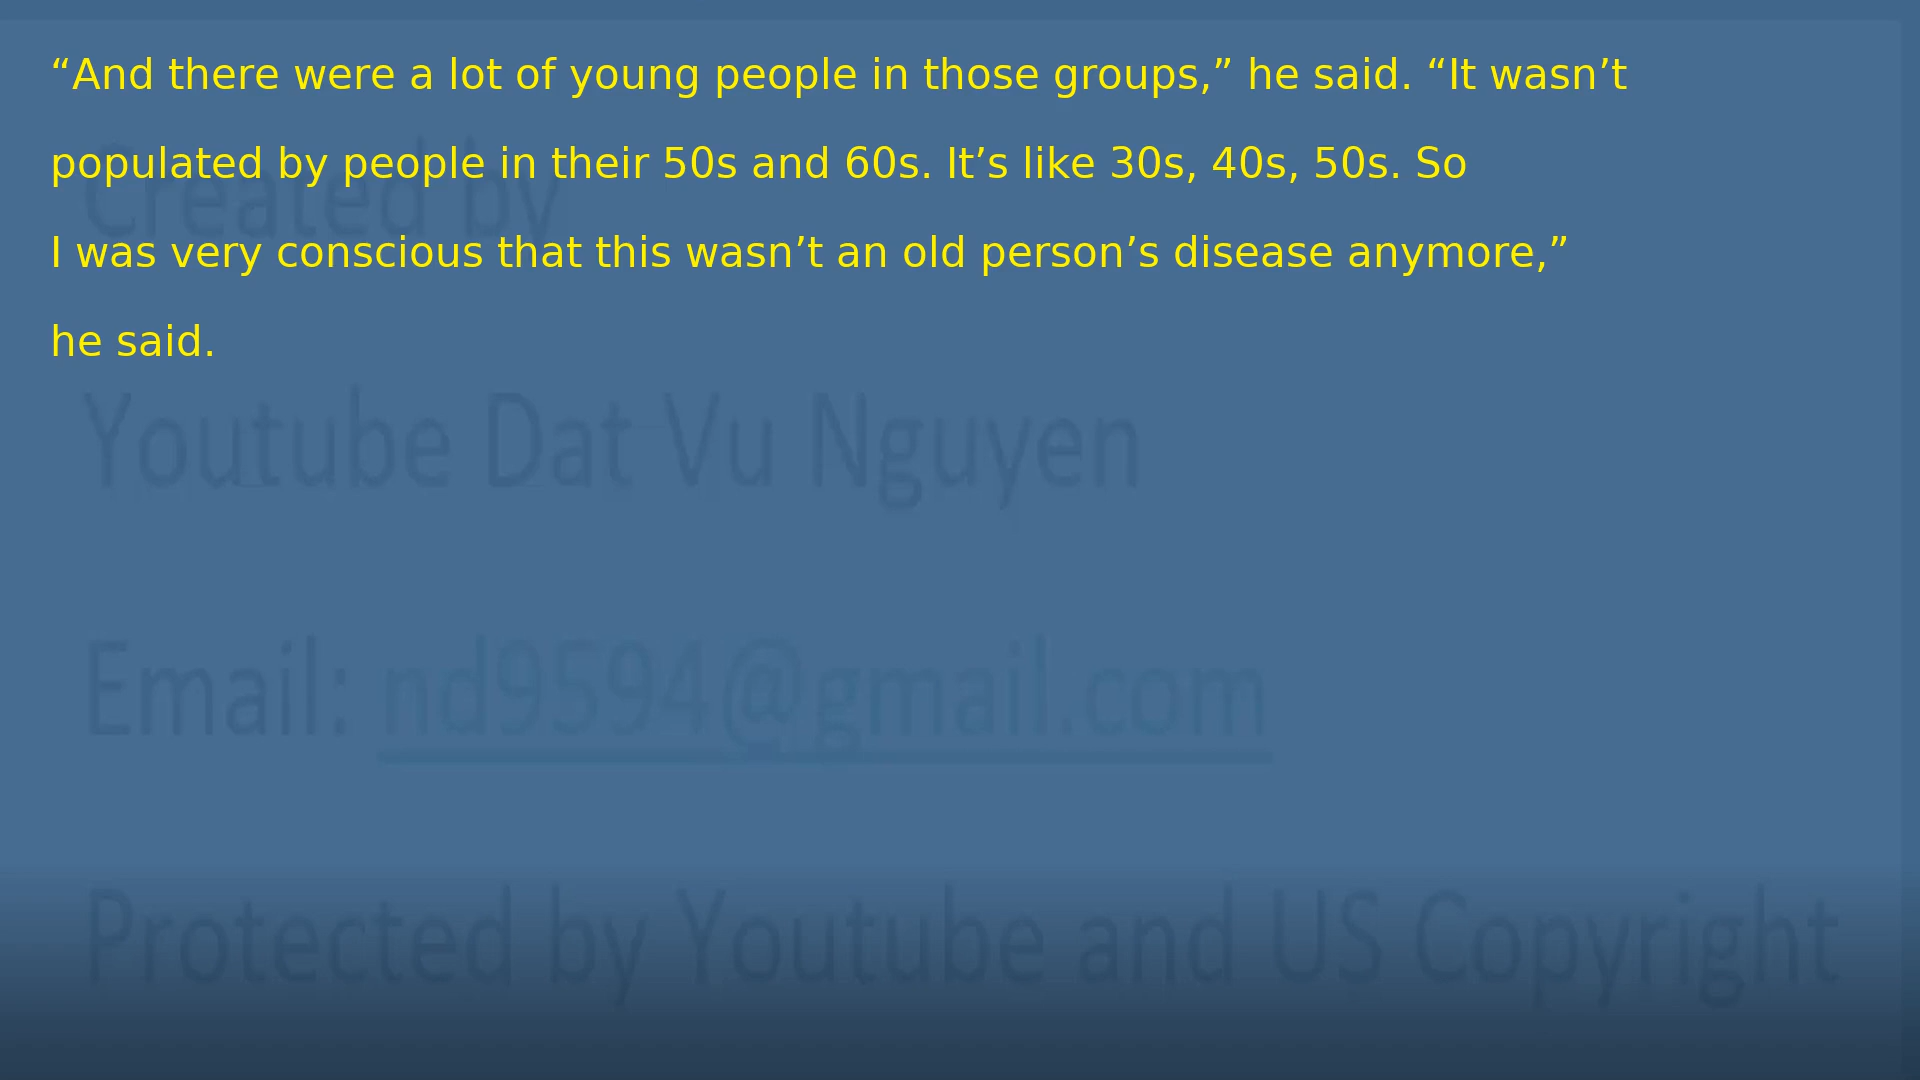 “And there were a lot of young people in those groups,” he said. “It wasn’t
populated by people in their 50s and 60s. It’s like 30s, 40s, 50s. So
I was very conscious that this wasn’t an old person’s disease anymore,”
he said.
Created by
Youtube Dat Vu Nguyen
Email: nd9594@gmail.com
Protected by Youtube and US Copyright